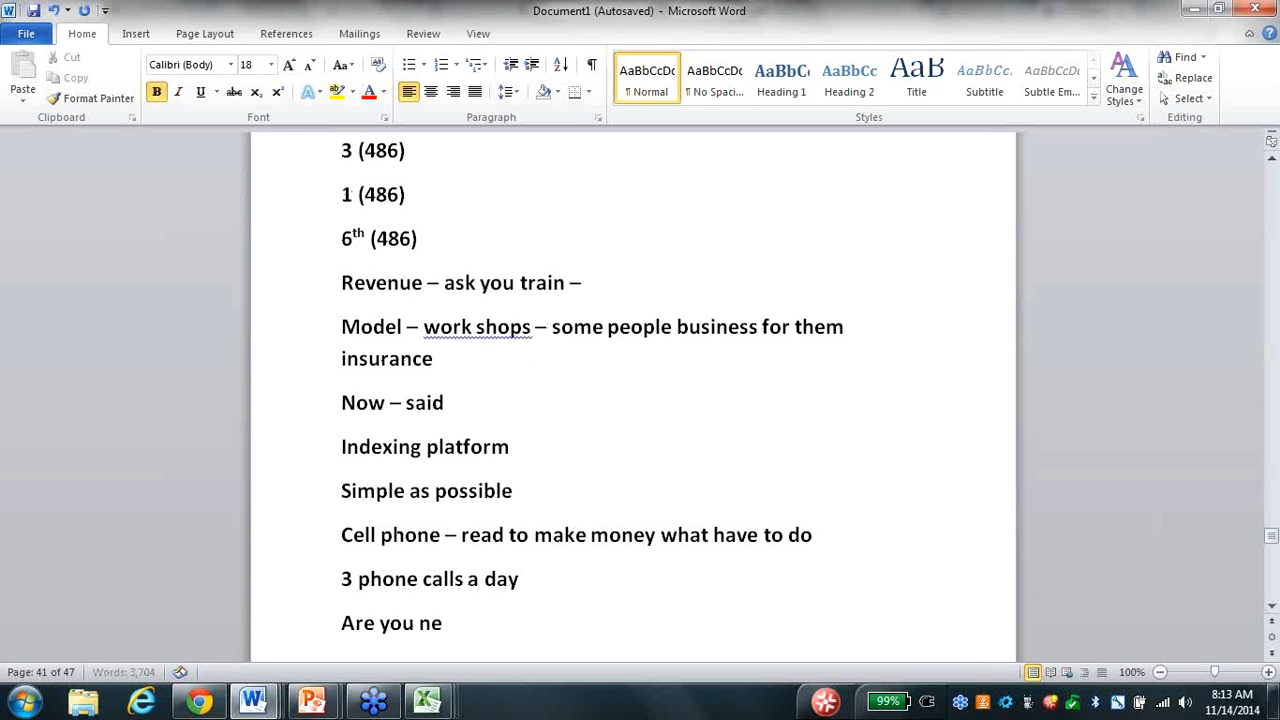 Document1 (Autosaved) - Microsoft Word
File Home Insert Page Layout References Mailings Review View
Cut
Copy
Format Painter
Paste
Clipboard
Calibri (Body) 18
Font
Paragraph
AaBbCcDc AaBbCcDc AaBbC AaBbCc AaB AaBbCc. AaBbCcDc
¶ Normal ¶ No Spaci... Heading 1 Heading 2 Title Subtitle Subtle Em...
Change
Styles
Styles
Find
Replace
Select
Editing
3 (486)
1 (486)
6th (486)
Revenue – ask you train –
Model – work shops – some people business for them
insurance
Now – said
Indexing platform
Simple as possible
Cell phone – read to make money what have to do
3 phone calls a day
Are you ne
Page: 41 of 47 Words: 3,704 100%
99% 8:13 AM
11/14/2014